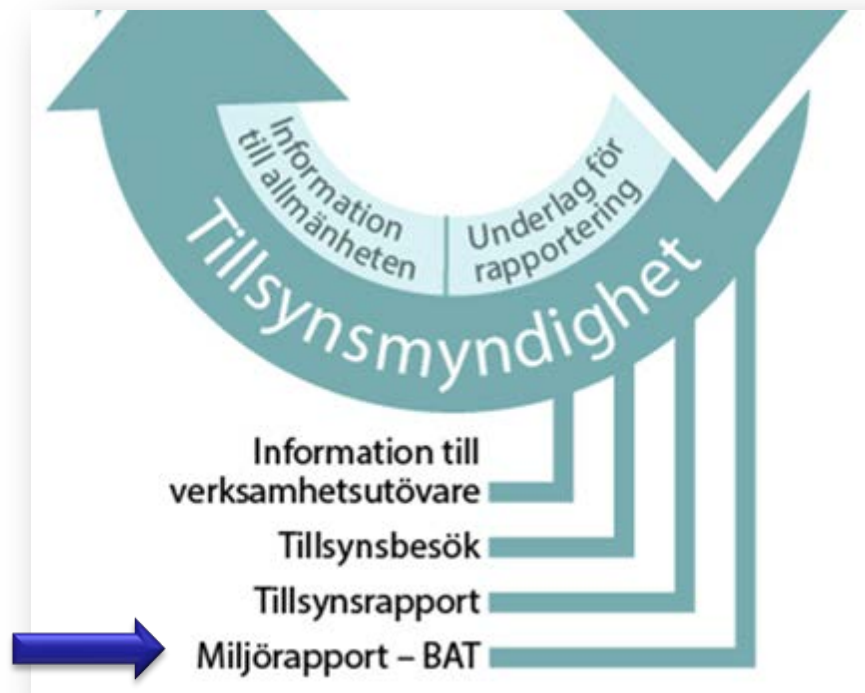 Information
till allmänheten
Underlag för
rapportering
Tillsynsmyndighet
Information till
verksamhetsutövare
Tillsynsbesök
Tillsynsrapport
Miljörapport – BAT